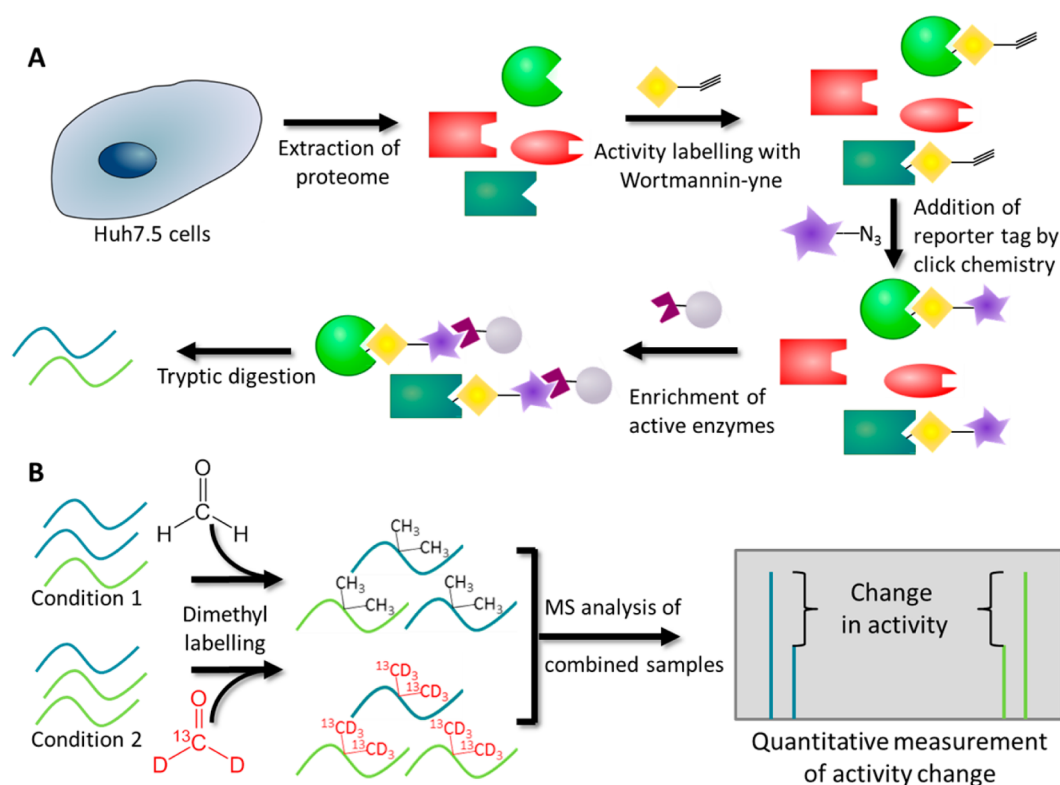 A
Extraction of
proteome
Activity labelling with
Wortmannin-yne
Huh7.5 cells
Addition of
reporter tag by
click chemistry
N3
Tryptic digestion
Enrichment of
active enzymes
B
O
H C H
Condition 1
Dimethyl
labelling
Condition 2
O
13C
D D
CH3
CH3
CH3
CH3
CH3
CH3
13CD3
13CD3
13CD3
13CD3
13CD3
13CD3
MS analysis of
combined samples
Change
in activity
Quantitative measurement
of activity change